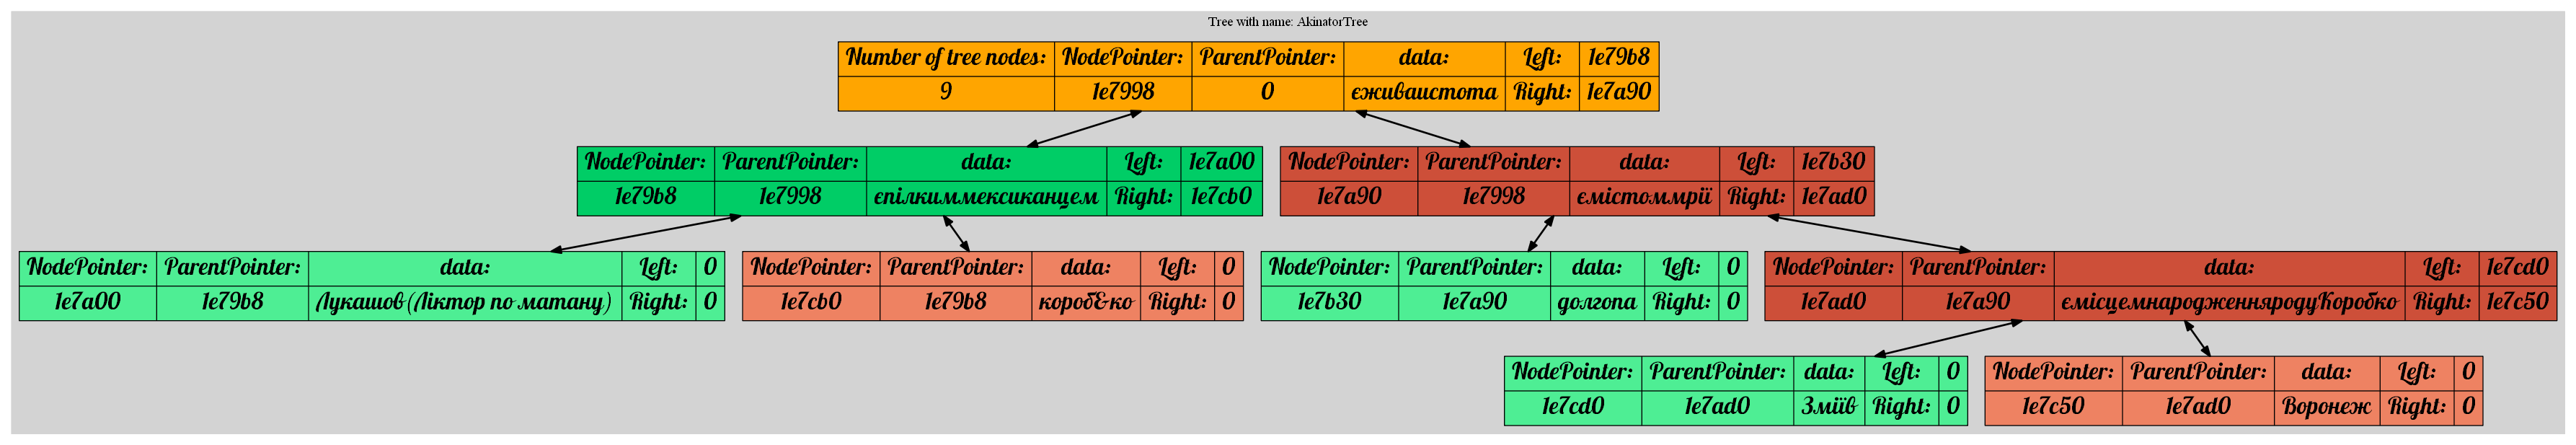 Tree with name: AkinatorTree
Number of tree nodes: NodePointer: ParentPointer: data: Left: 1e79b8
9 1e7998 0 єживаистота Right: 1e7a90
NodePointer: ParentPointer: data: Left: 1e7a00
1e79b8 1e7998 єпілкиммексиканцем Right: 1e7cb0
NodePointer: ParentPointer: data: Left: 1e7b30
1e7a90 1e7998 ємістоммрії Right: 1e7ad0
NodePointer: ParentPointer: data: Left: 0
1e7a00 1e79b8 Лукашов(Ліктор по матану) Right: 0
NodePointer: ParentPointer: data: Left: 0
1e7cb0 1e79b8 короб&ко Right: 0
NodePointer: ParentPointer: data: Left: 0
1e7b30 1e7a90 долгопа Right: 0
NodePointer: ParentPointer: data: Left: 1e7cd0
1e7ad0 1e7a90 ємісцемнародженняродуКоробко Right: 1e7c50
NodePointer: ParentPointer: data: Left: 0
1e7cd0 1e7ad0 Зміїв Right: 0
NodePointer: ParentPointer: data: Left: 0
1e7c50 1e7ad0 Воронеж Right: 0